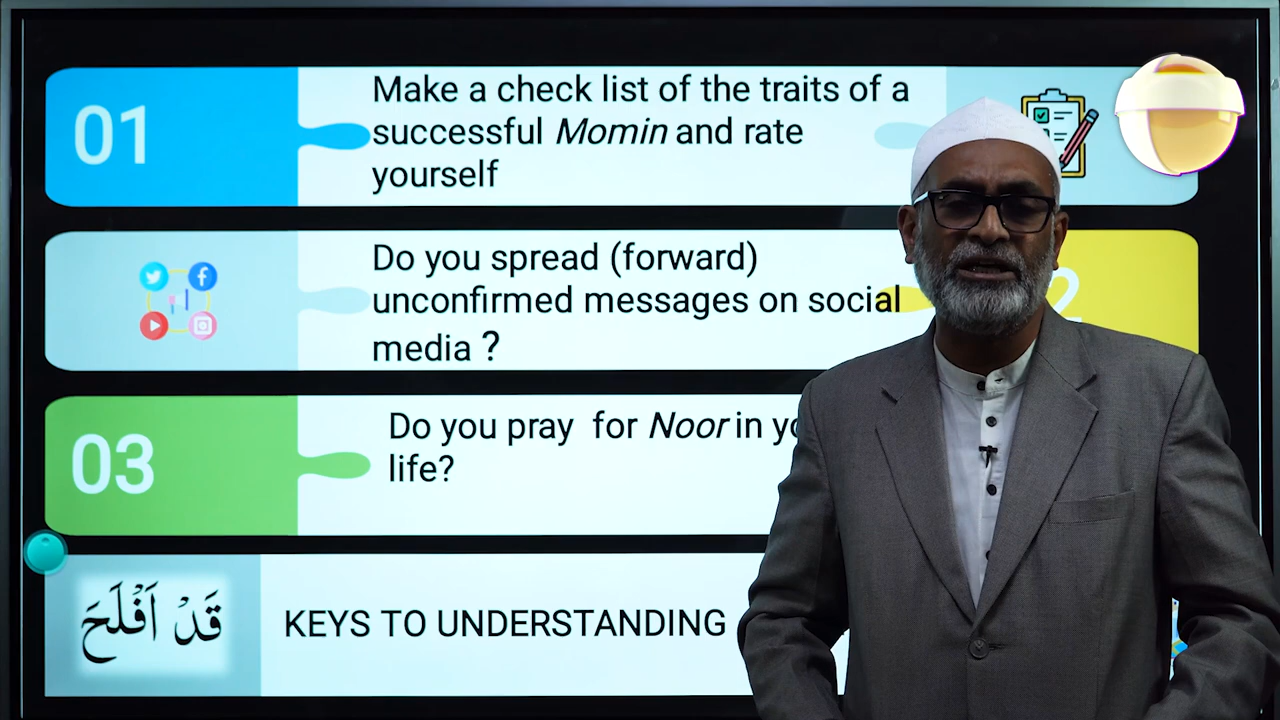 01
Make a check list of the traits of a
successful Momin and rate
yourself
Do you spread (forward)
unconfirmed messages on social
media ?
2
03
Do you pray for Noor in
life?
قَدْ اَفْلَحَ
KEYS TO UNDERSTANDING